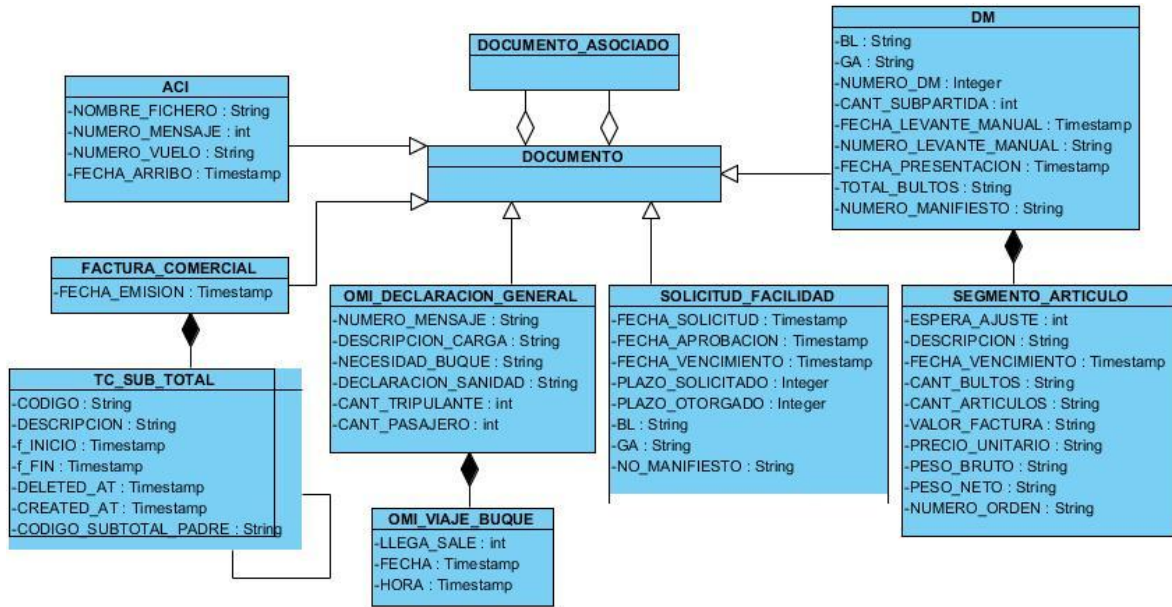 DOCUMENTO_ASOCIADO
DM
-BL : String
-GA : String
-NUMERO_DM : Integer
-CANT_SUBPARTIDA : int
-FECHA_LEVANTE_MANUAL : Timestamp
-NUMERO_LEVANTE_MANUAL : String
-FECHA_PRESENTACION : Timestamp
-TOTAL_BULTOS : String
-NUMERO_MANIFIESTO : String
ACI
-NOMBRE_FICHERO : String
-NUMERO_MENSAJE : int
-NUMERO_VUELO : String
-FECHA_ARRIBO : Timestamp
DOCUMENTO
FACTURA_COMERCIAL
-FECHA_EMISION : Timestamp
OMI_DECLARACION_GENERAL
-NUMERO_MENSAJE : String
-DESCRIPCION_CARGA : String
-NECESIDAD_BUQUE : String
-DECLARACION_SANIDAD : String
-CANT_TRIPULANTE : int
-CANT_PASAJERO : int
SOLICITUD_FACILIDAD
-FECHA_SOLICITUD : Timestamp
-FECHA_APROBACION : Timestamp
-FECHA_VENCIMIENTO : Timestamp
-PLAZO_SOLICITADO : Integer
-PLAZO_OTORGADO : Integer
-BL : String
-GA : String
-NO_MANIFIESTO : String
SEGMENTO_ARTICULO
-ESPERA_AJUSTE : int
-DESCRIPCION : String
-FECHA_VENCIMIENTO : Timestamp
-CANT_BULTOS : String
-CANT_ARTICULOS : String
-VALOR_FACTURA : String
-PRECIO_UNITARIO : String
-PESO_BRUTO : String
-PESO_NETO : String
-NUMERO_ORDEN : String
TC_SUB_TOTAL
-CODIGO : String
-DESCRIPCION : String
-f_INICIO : Timestamp
-f_FIN : Timestamp
-DELETED_AT : Timestamp
-CREATED_AT : Timestamp
-CODIGO_SUBTOTAL_PADRE : String
OMI_VIAJE_BUQUE
-LLEGA_SALE : int
-FECHA : Timestamp
-HORA : Timestamp